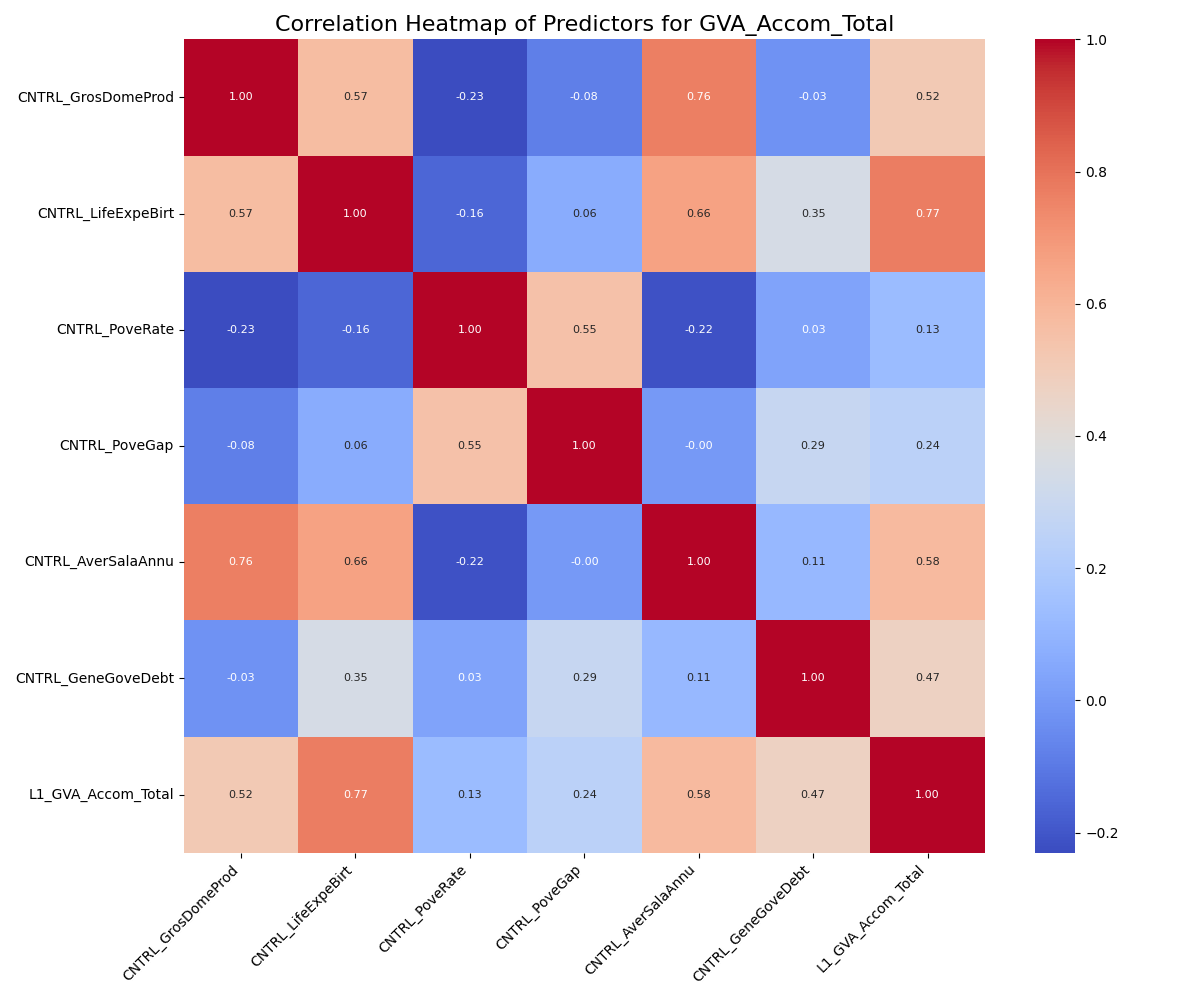 Correlation Heatmap of Predictors for GVA_Accom_Total
CNTRL_GrosDomeProd 1.00 0.57 -0.23 -0.08 0.76 -0.03 0.52
CNTRL_LifeExpeBirt 0.57 1.00 -0.16 0.06 0.66 0.35 0.77
CNTRL_PoveRate -0.23 -0.16 1.00 0.55 -0.22 0.03 0.13
CNTRL_PoveGap -0.08 0.06 0.55 1.00 -0.00 0.29 0.24
CNTRL_AverSalaAnnu 0.76 0.66 -0.22 -0.00 1.00 0.11 0.58
CNTRL_GeneGoveDebt -0.03 0.35 0.03 0.29 0.11 1.00 0.47
L1_GVA_Accom_Total 0.52 0.77 0.13 0.24 0.58 0.47 1.00
CNTRL_GrosDomeProd
CNTRL_LifeExpeBirt
CNTRL_PoveRate
CNTRL_PoveGap
CNTRL_AverSalaAnnu
CNTRL_GeneGoveDebt
L1_GVA_Accom_Total
1.0
0.8
0.6
0.4
0.2
0.0
−0.2